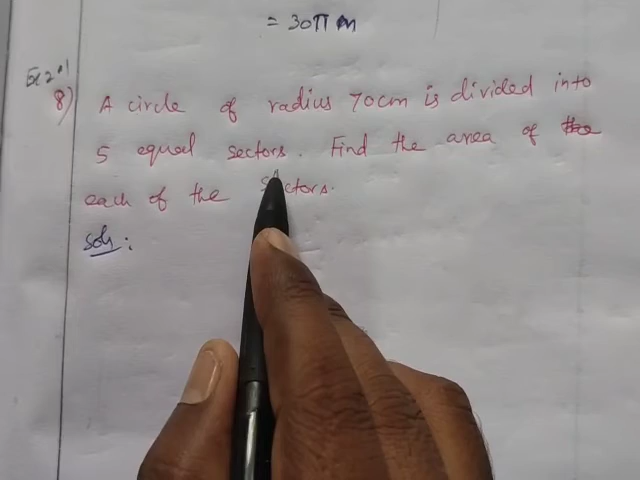 = 30π m
Ex 2.1
8) A circle of radius 70cm is divided into
5 equal sectors. Find the area of the
each of the sectors.
Soln: